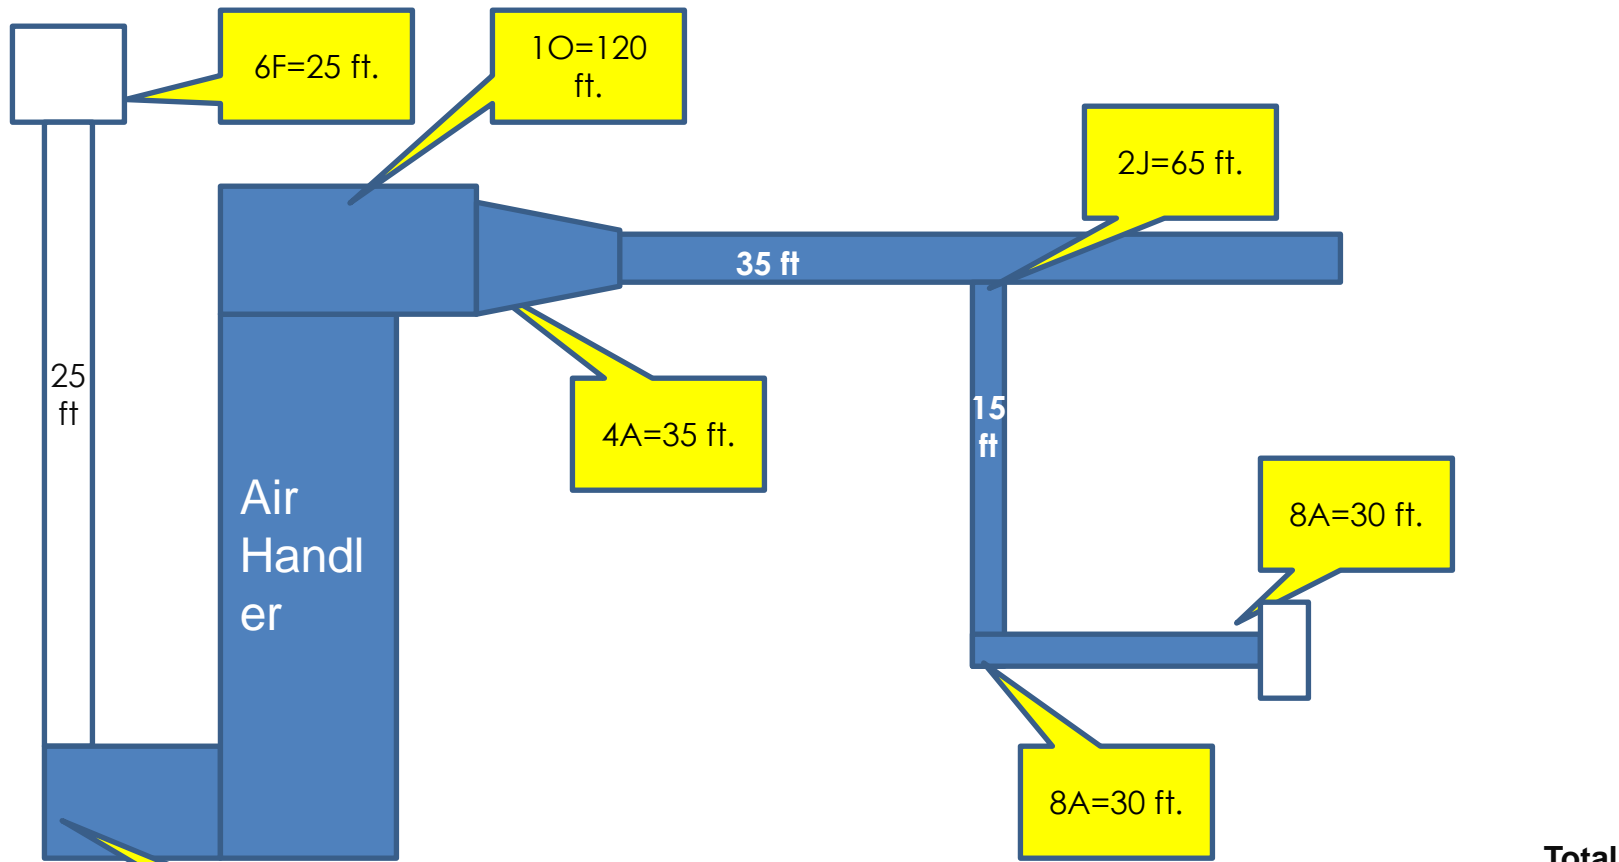 6F=25 ft.
1O=120
ft.
2J=65 ft.
35 ft
25
ft
4A=35 ft.
15
ft
Air
Handl
er
8A=30 ft.
8A=30 ft.
Total